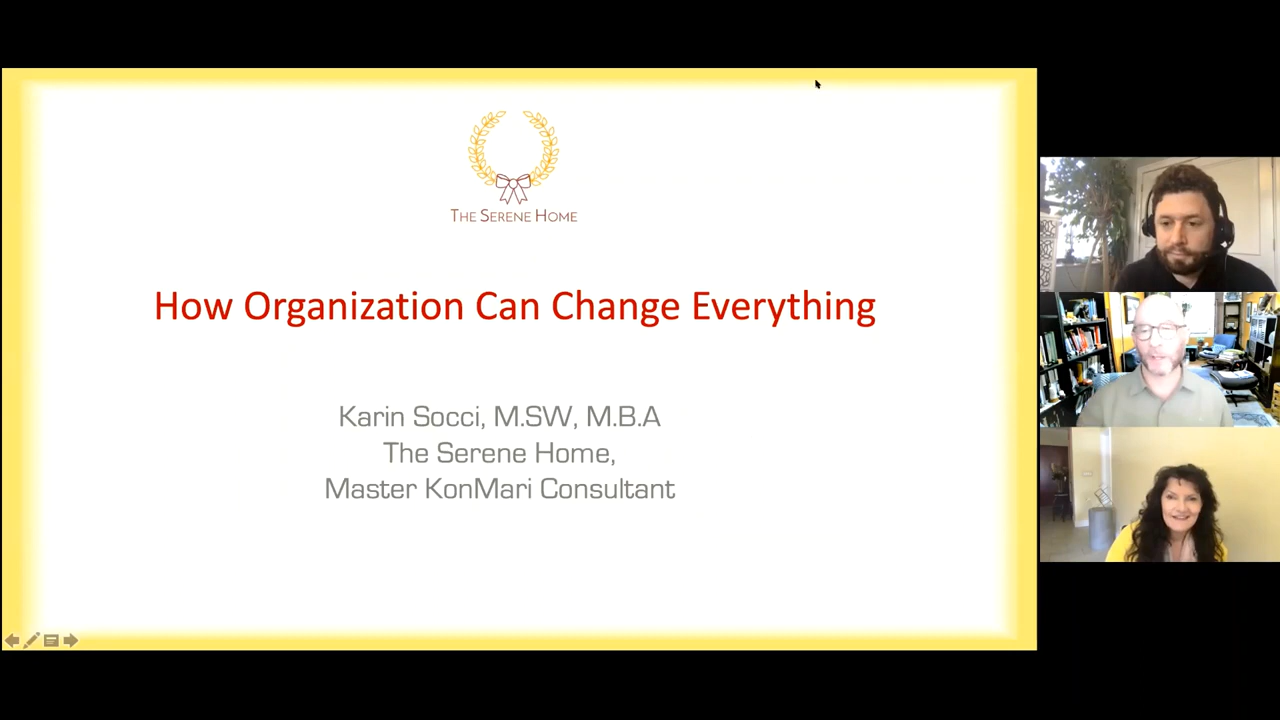 THE SERENE HOME
How Organization Can Change Everything
Karin Socci, M.SW, M.B.A
The Serene Home,
Master KonMari Consultant